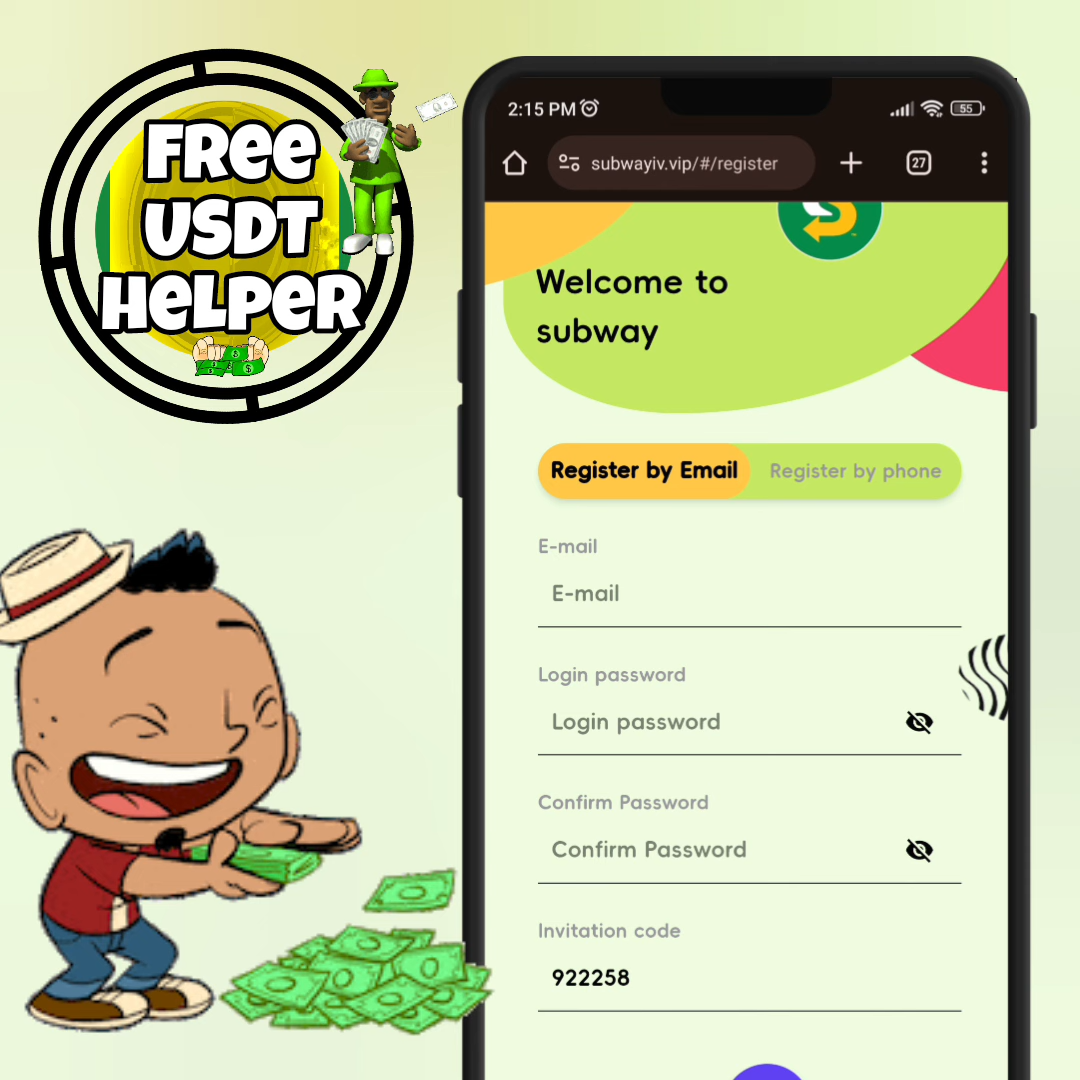 FRee
USDT
HeLPeR
2:15 PM
55
subwayiv.vip/#/register
27
Welcome to
subway
Register by Email
Register by phone
E-mail
E-mail
Login password
Login password
Confirm Password
Confirm Password
Invitation code
922258